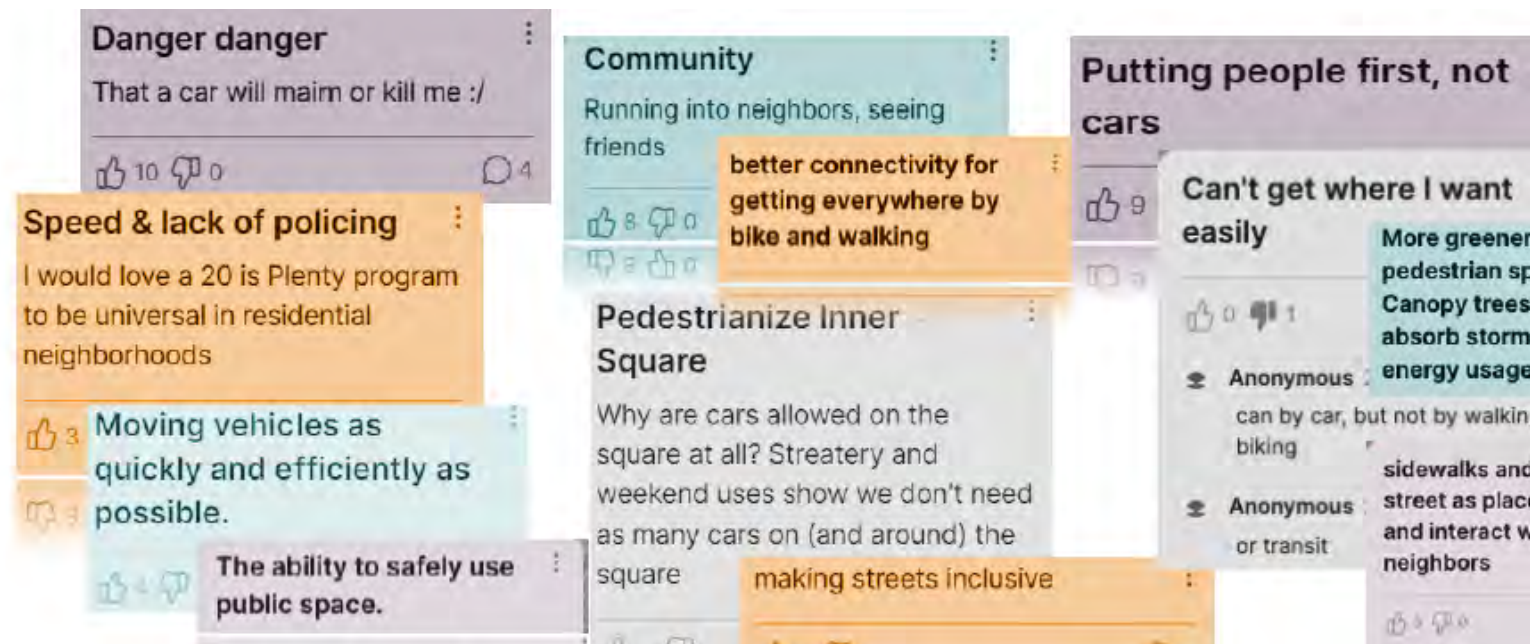 Danger danger
That a car will maim or kill me :/
10 0 4
Speed & lack of policing
I would love a 20 is Plenty program
to be universal in residential
neighborhoods
3
Moving vehicles as
quickly and efficiently as
possible.
4
The ability to safely use
public space.
Community
Running into neighbors, seeing
friends
8 0
better connectivity for
getting everywhere by
bike and walking
Pedestrianize Inner
Square
Why are cars allowed on the
square at all? Streatery and
weekend uses show we don't need
as many cars on (and around) the
square
making streets inclusive
Putting people first, not
cars
9
Can't get where I want
easily
0 1
Anonymous
can by car, but not by walkin
biking
Anonymous
or transit
More greener
pedestrian sp
Canopy trees
absorb storm
energy usage
sidewalks and
street as place
and interact w
neighbors